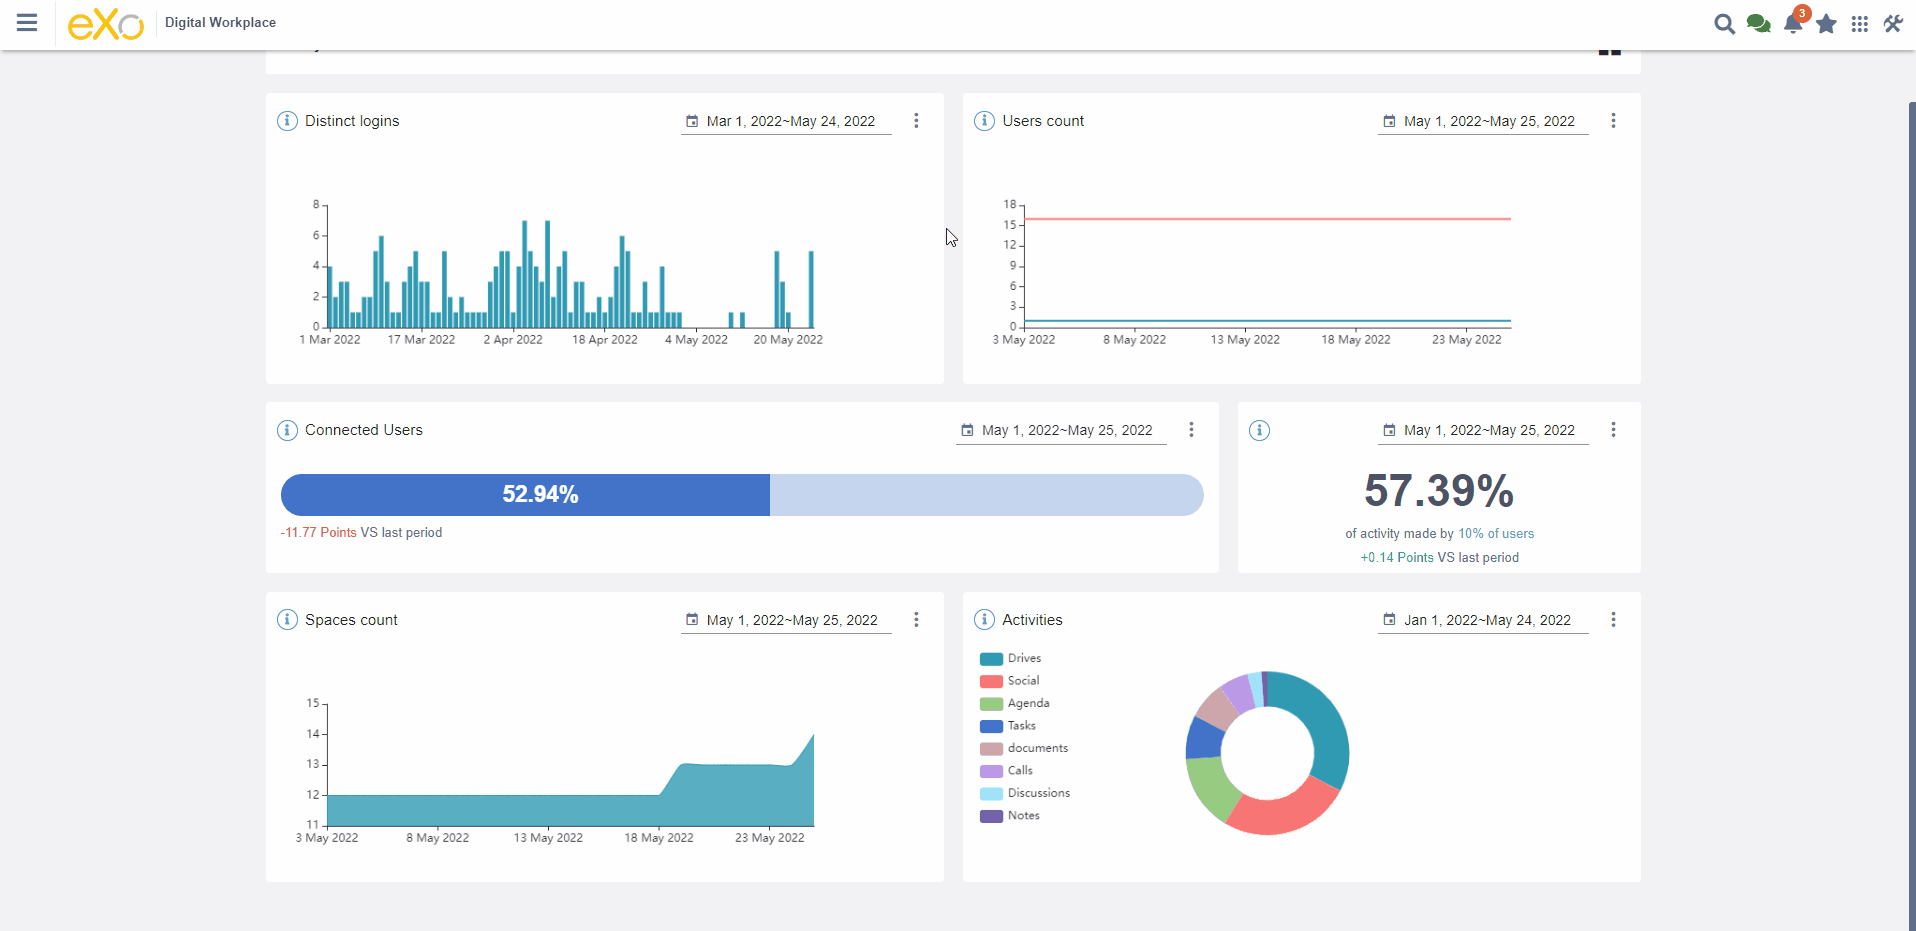 eXo
Digital Workplace
3
Distinct logins
Mar 1, 2022~May 24, 2022
8
6
4
2
0
1 Mar 2022 17 Mar 2022 2 Apr 2022 18 Apr 2022 4 May 2022 20 May 2022
Users count
May 1, 2022~May 25, 2022
18
15
12
9
6
3
0
3 May 2022 8 May 2022 13 May 2022 18 May 2022 23 May 2022
Connected Users
May 1, 2022~May 25, 2022
52.94%
-11.77 Points VS last period
May 1, 2022~May 25, 2022
57.39%
of activity made by 10% of users
+0.14 Points VS last period
Spaces count
May 1, 2022~May 25, 2022
15
14
13
12
11
3 May 2022 8 May 2022 13 May 2022 18 May 2022 23 May 2022
Activities
Jan 1, 2022~May 24, 2022
Drives
Social
Agenda
Tasks
documents
Calls
Discussions
Notes